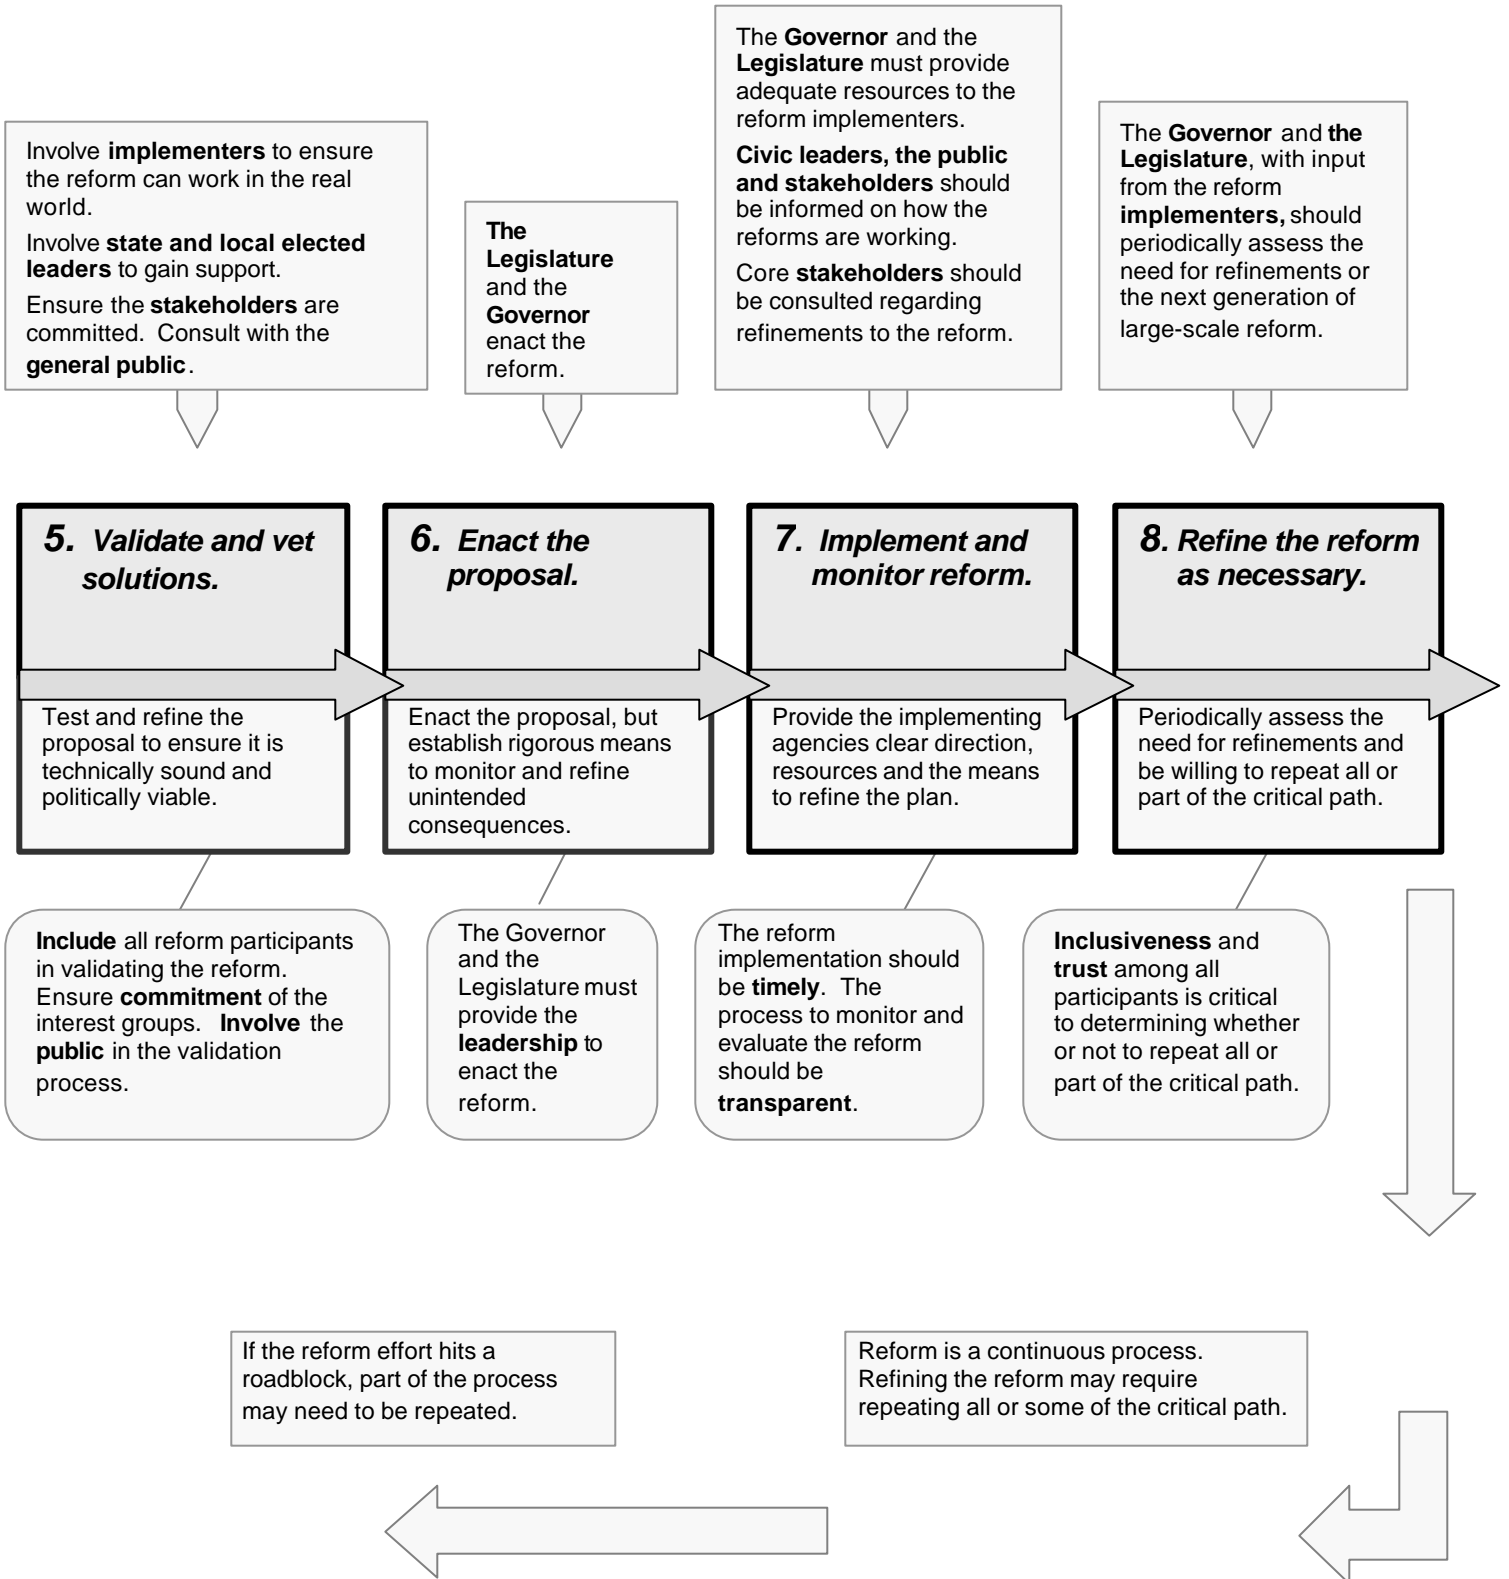 Involve implementers to ensure
the reform can work in the real
world.
Involve state and local elected
leaders to gain support.
Ensure the stakeholders are
committed.  Consult with the
general public.
The
Legislature
and the
Governor
enact the
reform.
The Governor and the
Legislature must provide
adequate resources to the
reform implementers.
Civic leaders, the public
and stakeholders should
be informed on how the
reforms are working.
Core stakeholders should
be consulted regarding
refinements to the reform.
The Governor and the
Legislature, with input
from the reform
implementers, should
periodically assess the
need for refinements or
the next generation of
large-scale reform.
5. Validate and vet
solutions.
Test and refine the
proposal to ensure it is
technically sound and
politically viable.
6. Enact the
proposal.
Enact the proposal, but
establish rigorous means
to monitor and refine
unintended
consequences.
7. Implement and
monitor reform.
Provide the implementing
agencies clear direction,
resources and the means
to refine the plan.
8. Refine the reform
as necessary.
Periodically assess the
need for refinements and
be willing to repeat all or
part of the critical path.
Include all reform participants
in validating the reform.
Ensure commitment of the
interest groups.  Involve the
public in the validation
process.
The Governor
and the
Legislature must
provide the
leadership to
enact the
reform.
The reform
implementation should
be timely.  The
process to monitor and
evaluate the reform
should be
transparent.
Inclusiveness and
trust among all
participants is critical
to determining whether
or not to repeat all or
part of the critical path.
If the reform effort hits a
roadblock, part of the process
may need to be repeated.
Reform is a continuous process.
Refining the reform may require
repeating all or some of the critical path.